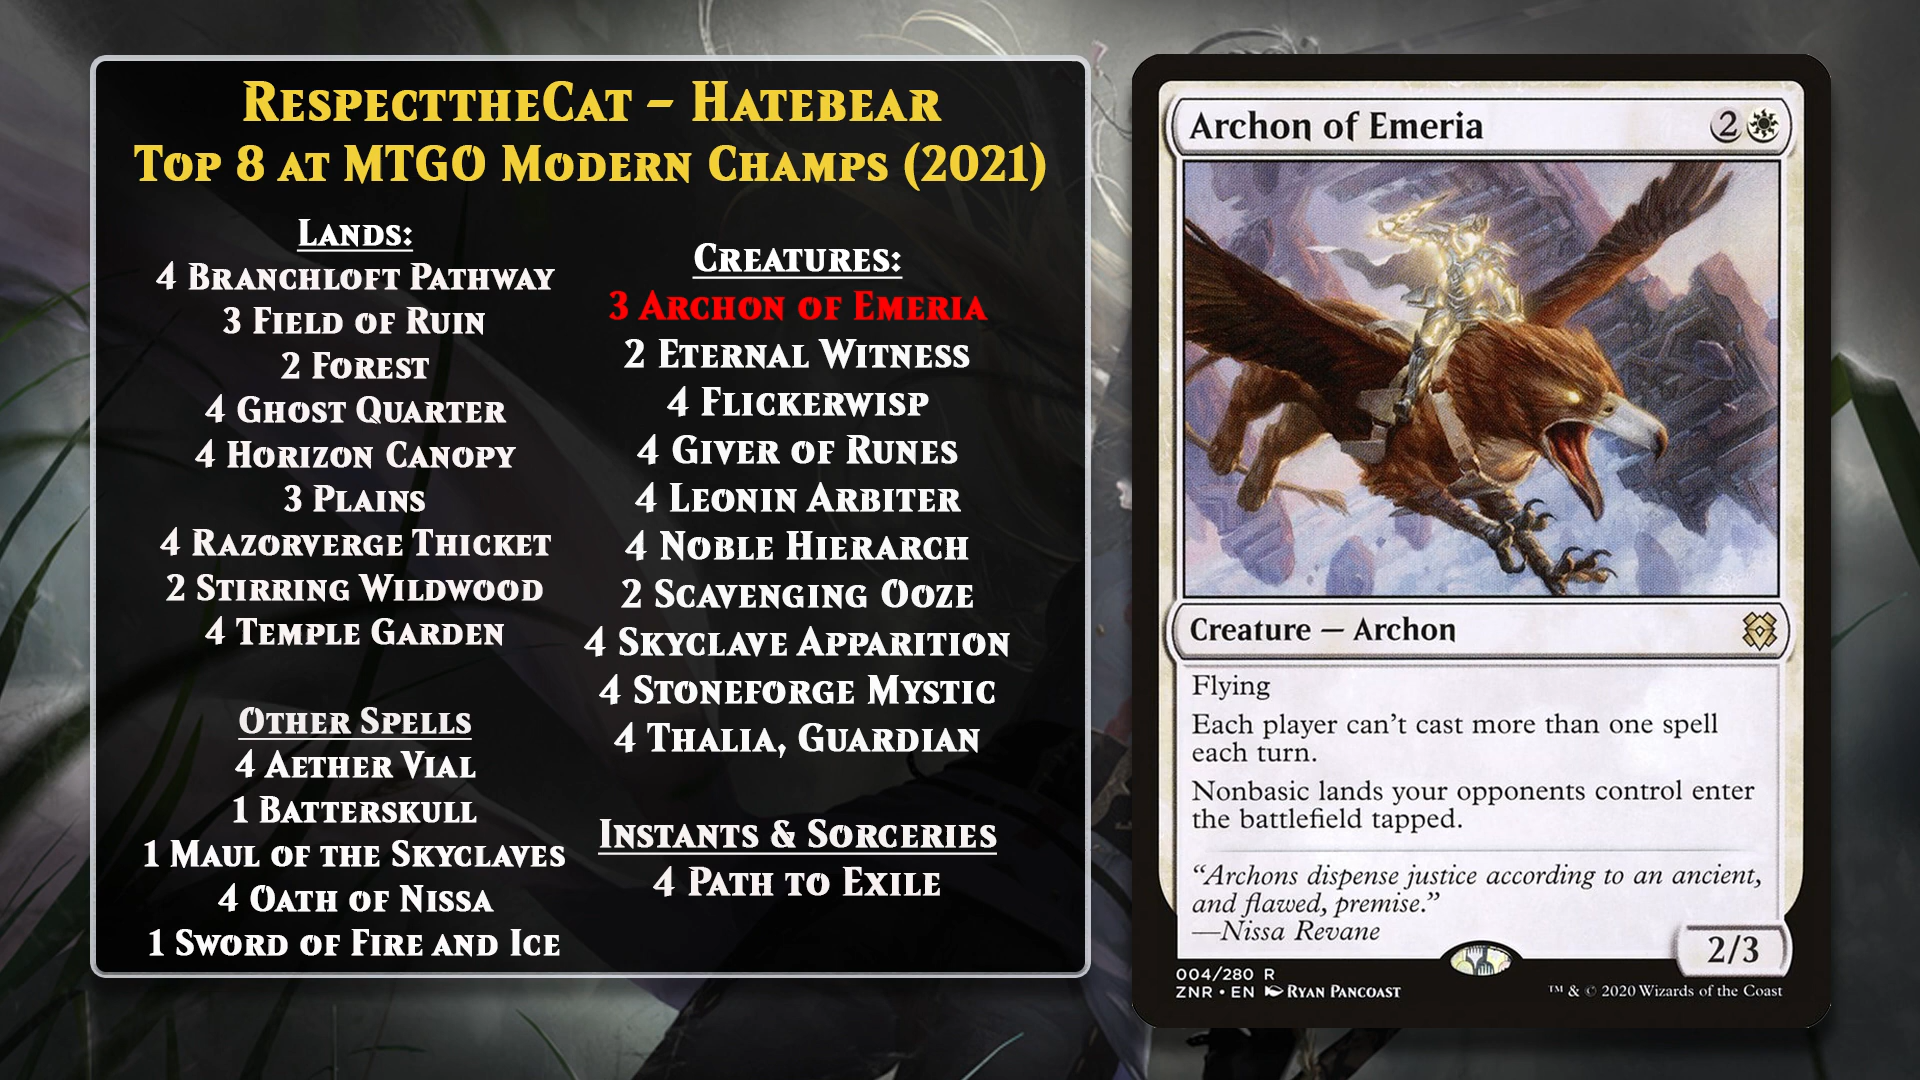 RespecttheCat – Hatebear
Top 8 at MTGO Modern Champs (2021)
Lands:
4 Branchloft Pathway
3 Field of Ruin
2 Forest
4 Ghost Quarter
4 Horizon Canopy
3 Plains
4 Razorverge Thicket
2 Stirring Wildwood
4 Temple Garden
Other Spells
4 Aether Vial
1 Batterskull
1 Maul of the Skyclaves
4 Oath of Nissa
1 Sword of Fire and Ice
Creatures:
3 Archon of Emeria
2 Eternal Witness
4 Flickerwisp
4 Giver of Runes
4 Leonin Arbiter
4 Noble Hierarch
2 Scavenging Ooze
4 Skyclave Apparition
4 Stoneforge Mystic
4 Thalia, Guardian
Instants & Sorceries
4 Path to Exile
Archon of Emeria 2
Creature — Archon
Flying
Each player can't cast more than one spell
each turn.
Nonbasic lands your opponents control enter
the battlefield tapped.
“Archons dispense justice according to an ancient,
and flawed, premise.”
—Nissa Revane
2/3
004/280 R
ZNR • EN Ryan Pancoast
™ & © 2020 Wizards of the Coast